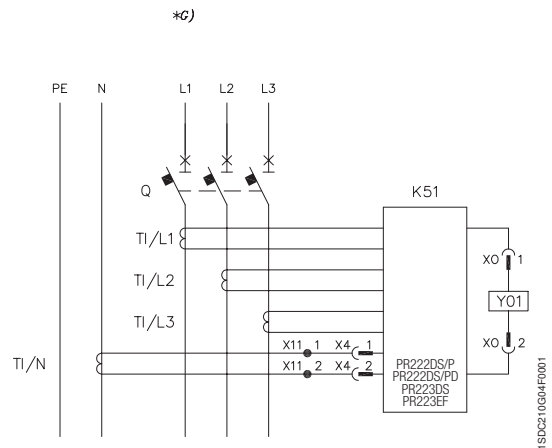 *G)
PE N L1 L2 L3
Q
K51
TI/L1
X0 1
TI/L2
Y01
TI/L3
X0 2
X11 1 X4 1
TI/N
X11 2 X4 2
PR222DS/P
PR222DS/PD
PR223DS
PR223EF
1SDC210G04F0001